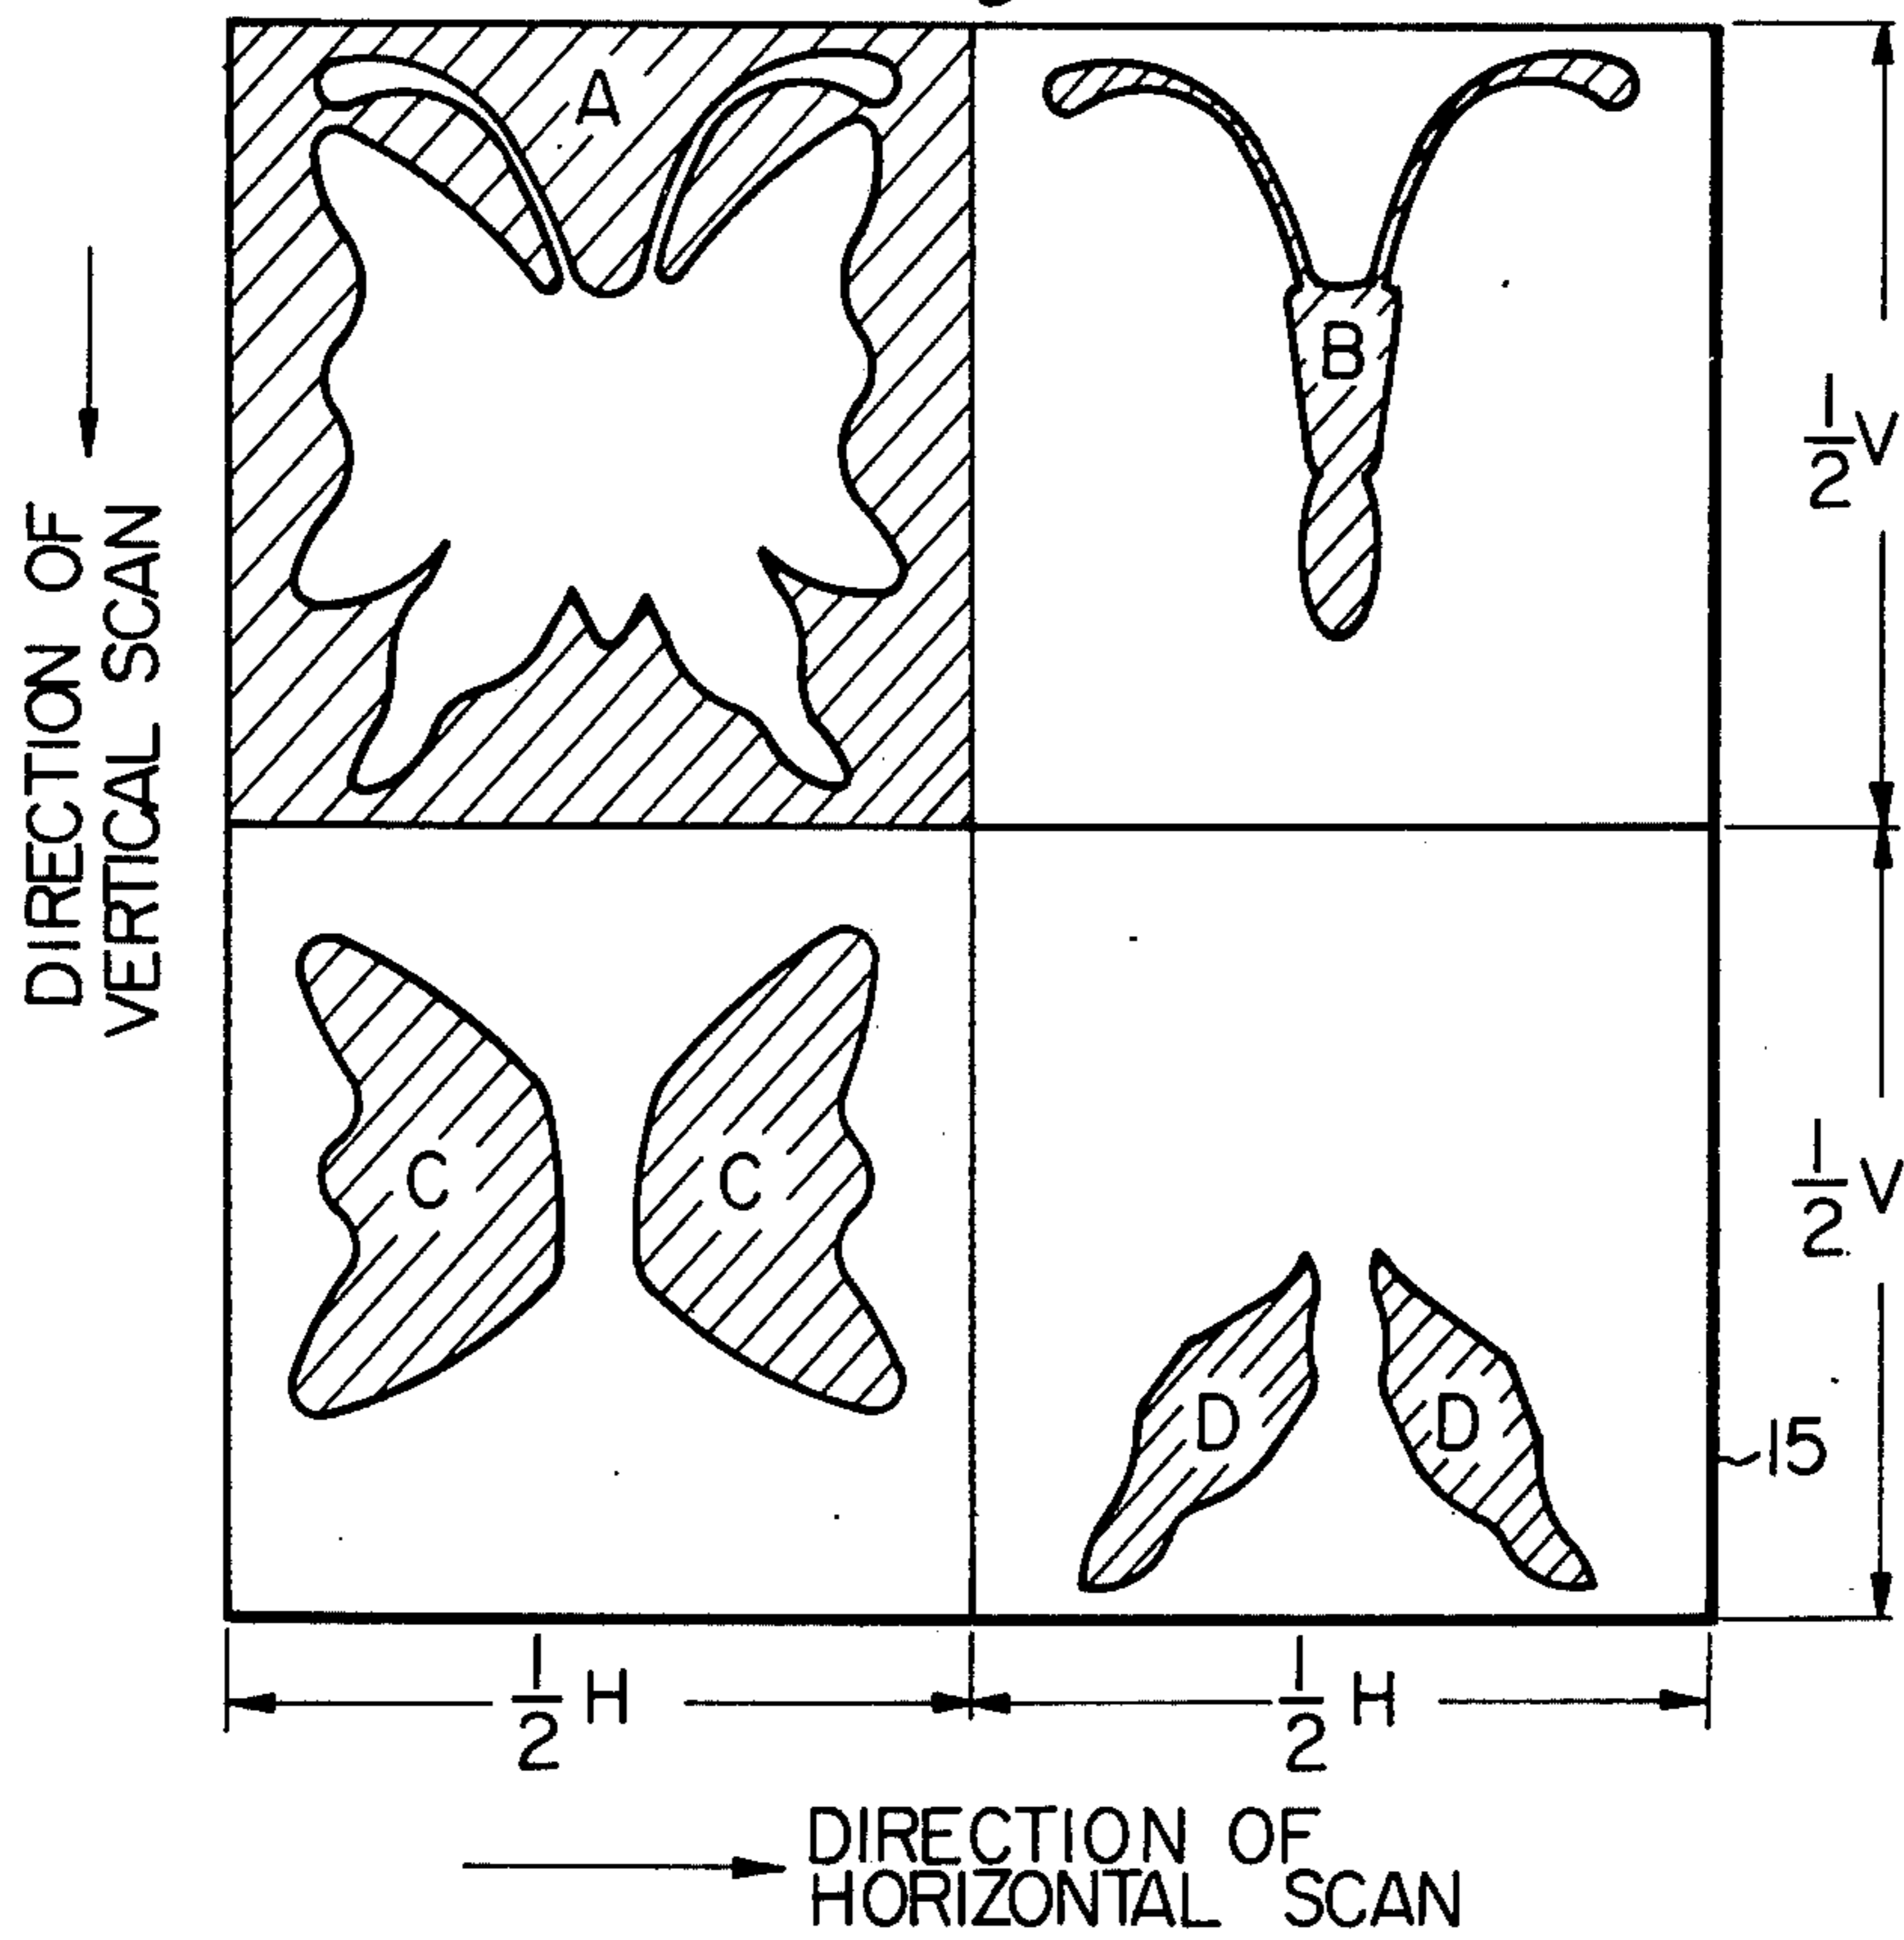 A
B
DIRECTION OF
VERTICAL SCAN
1/2 V
C
C
D
D
1/2 V
15
1/2 H
1/2 H
DIRECTION OF
HORIZONTAL SCAN